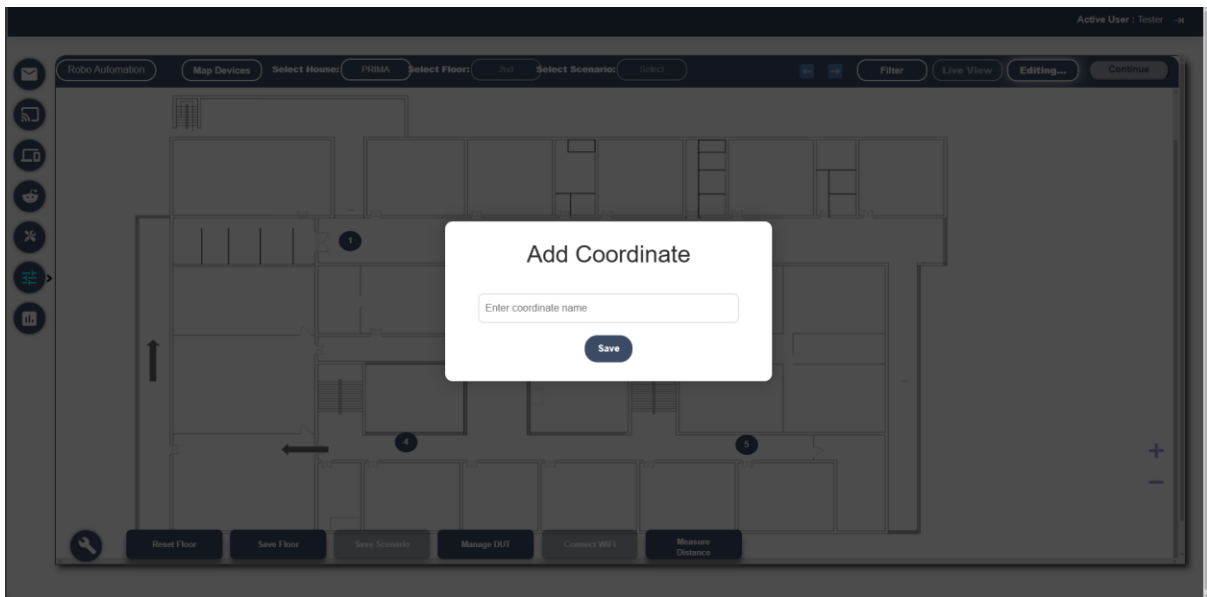 Active User : Tester
Robo Automation
Map Devices
Select House:
PRIMA
Select Floor:
2nd
Select Scenario:
Select
Filter
Live View
Editing...
Continue
1
Add Coordinate
Enter coordinate name
Save
4
5
Reset Floor
Save Floor
Save Scenario
Manage DUT
Connect WiFi
Measure
Distance